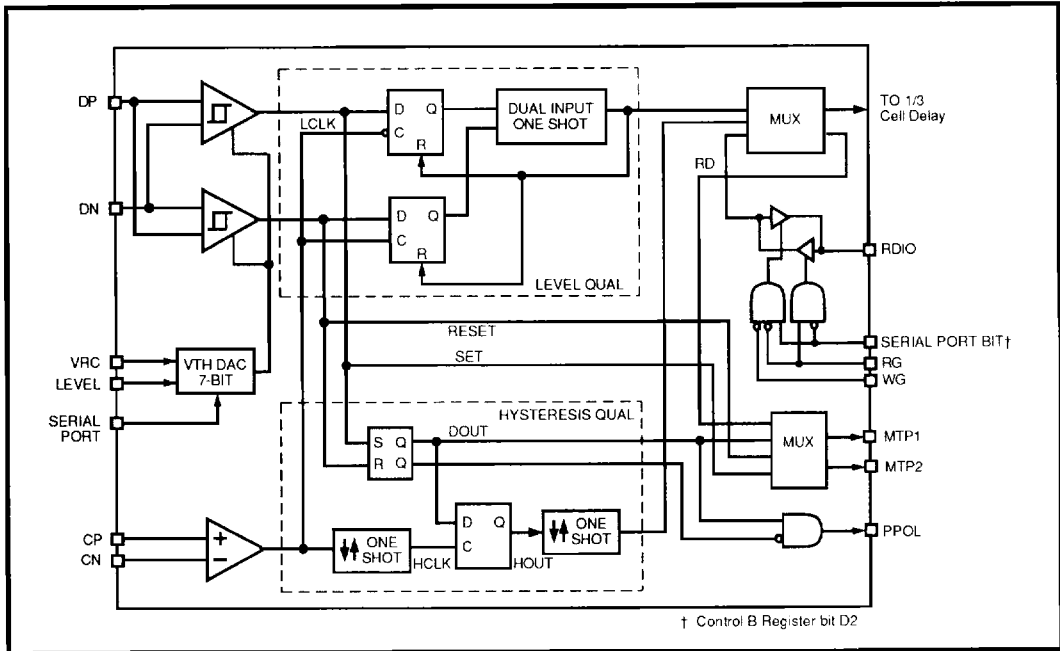 DP
DN
LCLK
D Q
C
R
DUAL INPUT
ONE SHOT
D Q
C
R
LEVEL QUAL
MUX
TO 1/3
Cell Delay
RD
RDIO
RESET
SET
SERIAL PORT BIT†
RG
WG
VRC
LEVEL
SERIAL
PORT
VTH DAC
7-BIT
HYSTERESIS QUAL
S Q
R Q
DOUT
MUX
MTP1
MTP2
CP
CN
+
−
ONE
SHOT
HCLK
D Q
C
HOUT
ONE
SHOT
PPOL
† Control B Register bit D2